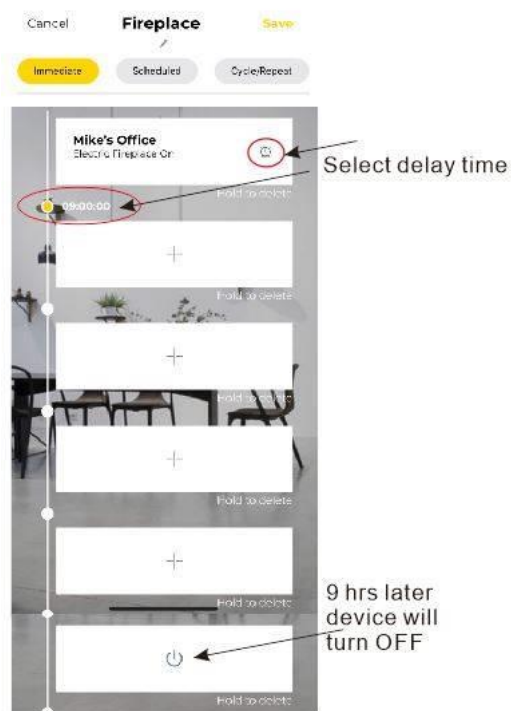 Cancel Fireplace Save
Immediate Scheduled Cycle/Repeat
Mike's Office
Electric Fireplace On
Select delay time
Hold to delete
09:00:00
Hold to delete
Hold to delete
Hold to delete
Hold to delete
9 hrs later
device will
turn OFF
Hold to delete